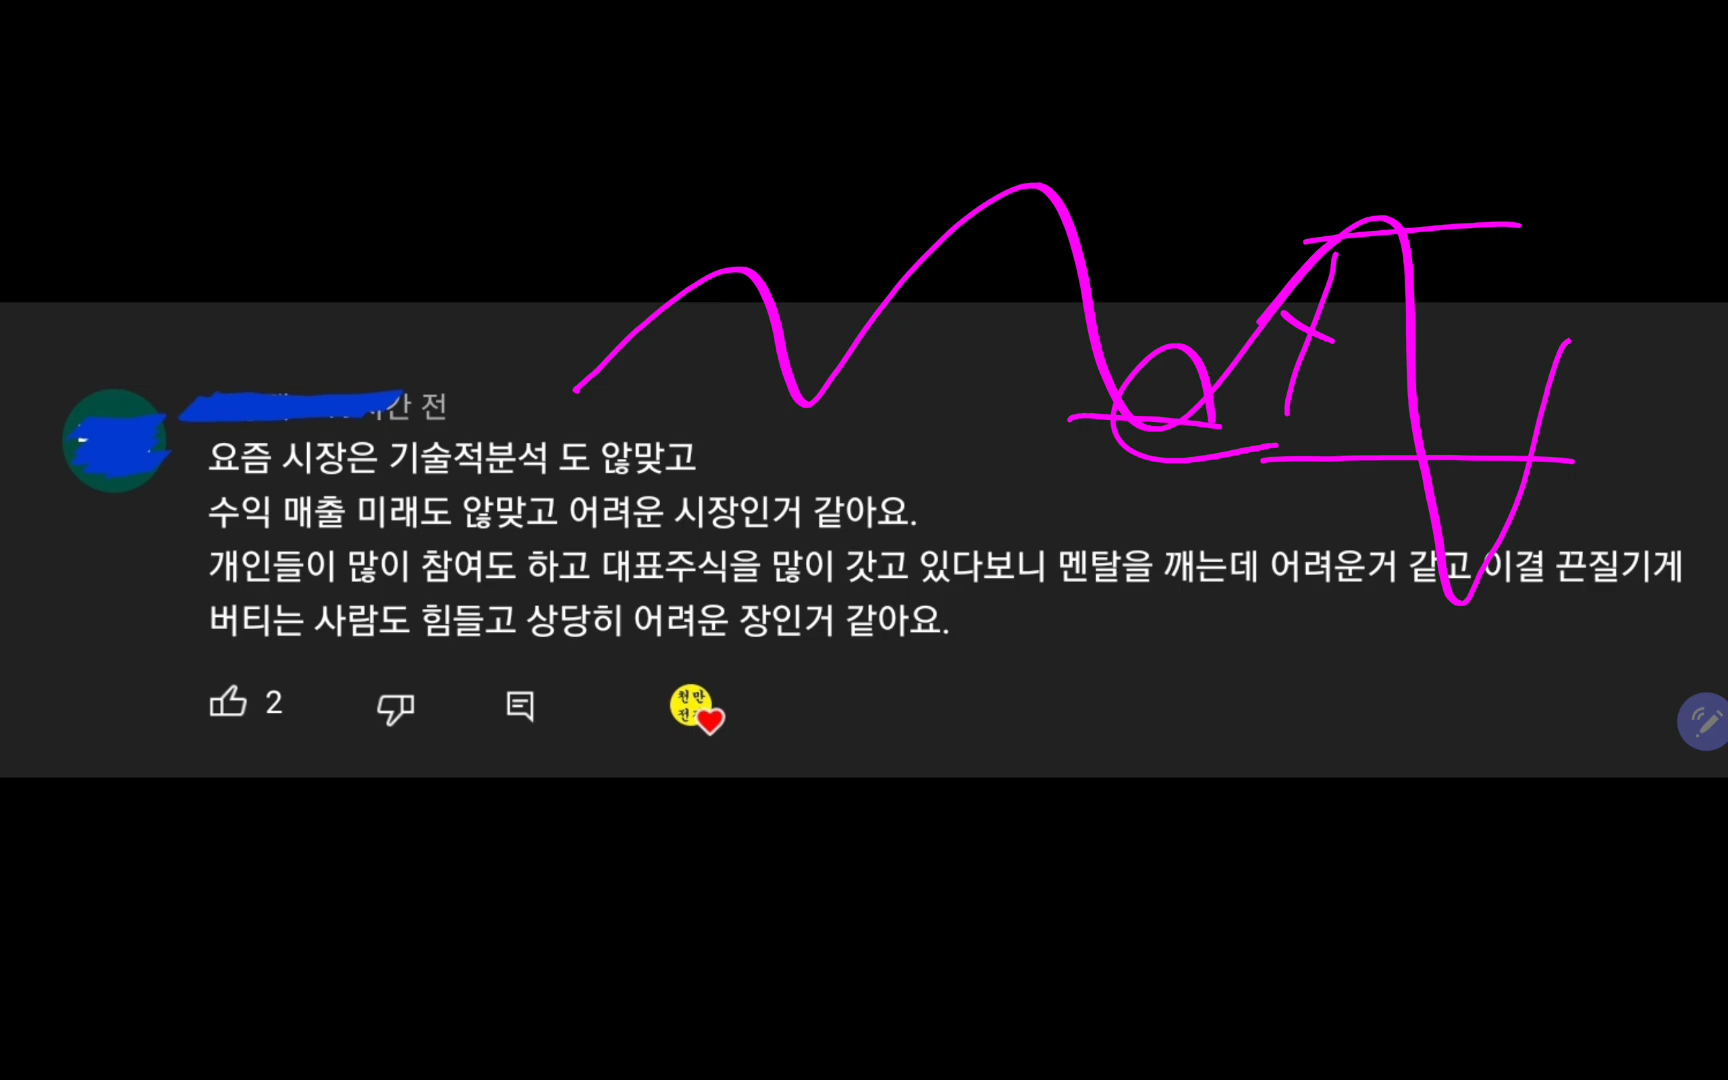 간 전
요즘 시장은 기술적분석 도 않맞고
수익 매출 미래도 않맞고 어려운 시장인거 같아요.
개인들이 많이 참여도 하고 대표주식을 많이 갓고 있다보니 멘탈을 깨는데 어려운거 같고 이결 끈질기게
버티는 사람도 힘들고 상당히 어려운 장인거 같아요.
2
천만